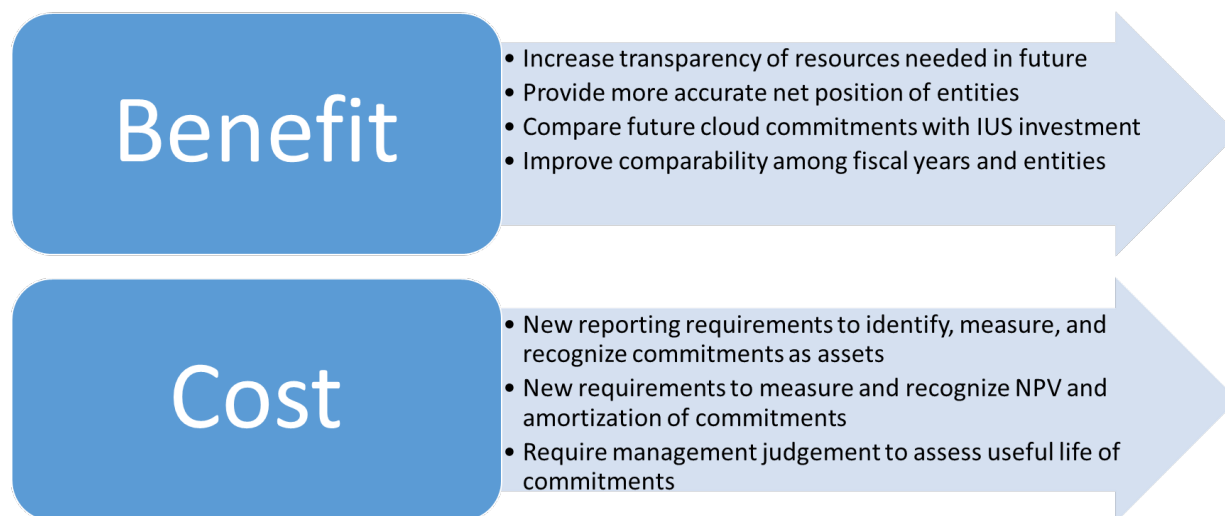 Benefit
• Increase transparency of resources needed in future
• Provide more accurate net position of entities
• Compare future cloud commitments with IUS investment
• Improve comparability among fiscal years and entities
Cost
• New reporting requirements to identify, measure, and
recognize commitments as assets
• New requirements to measure and recognize NPV and
amortization of commitments
• Require management judgement to assess useful life of
commitments